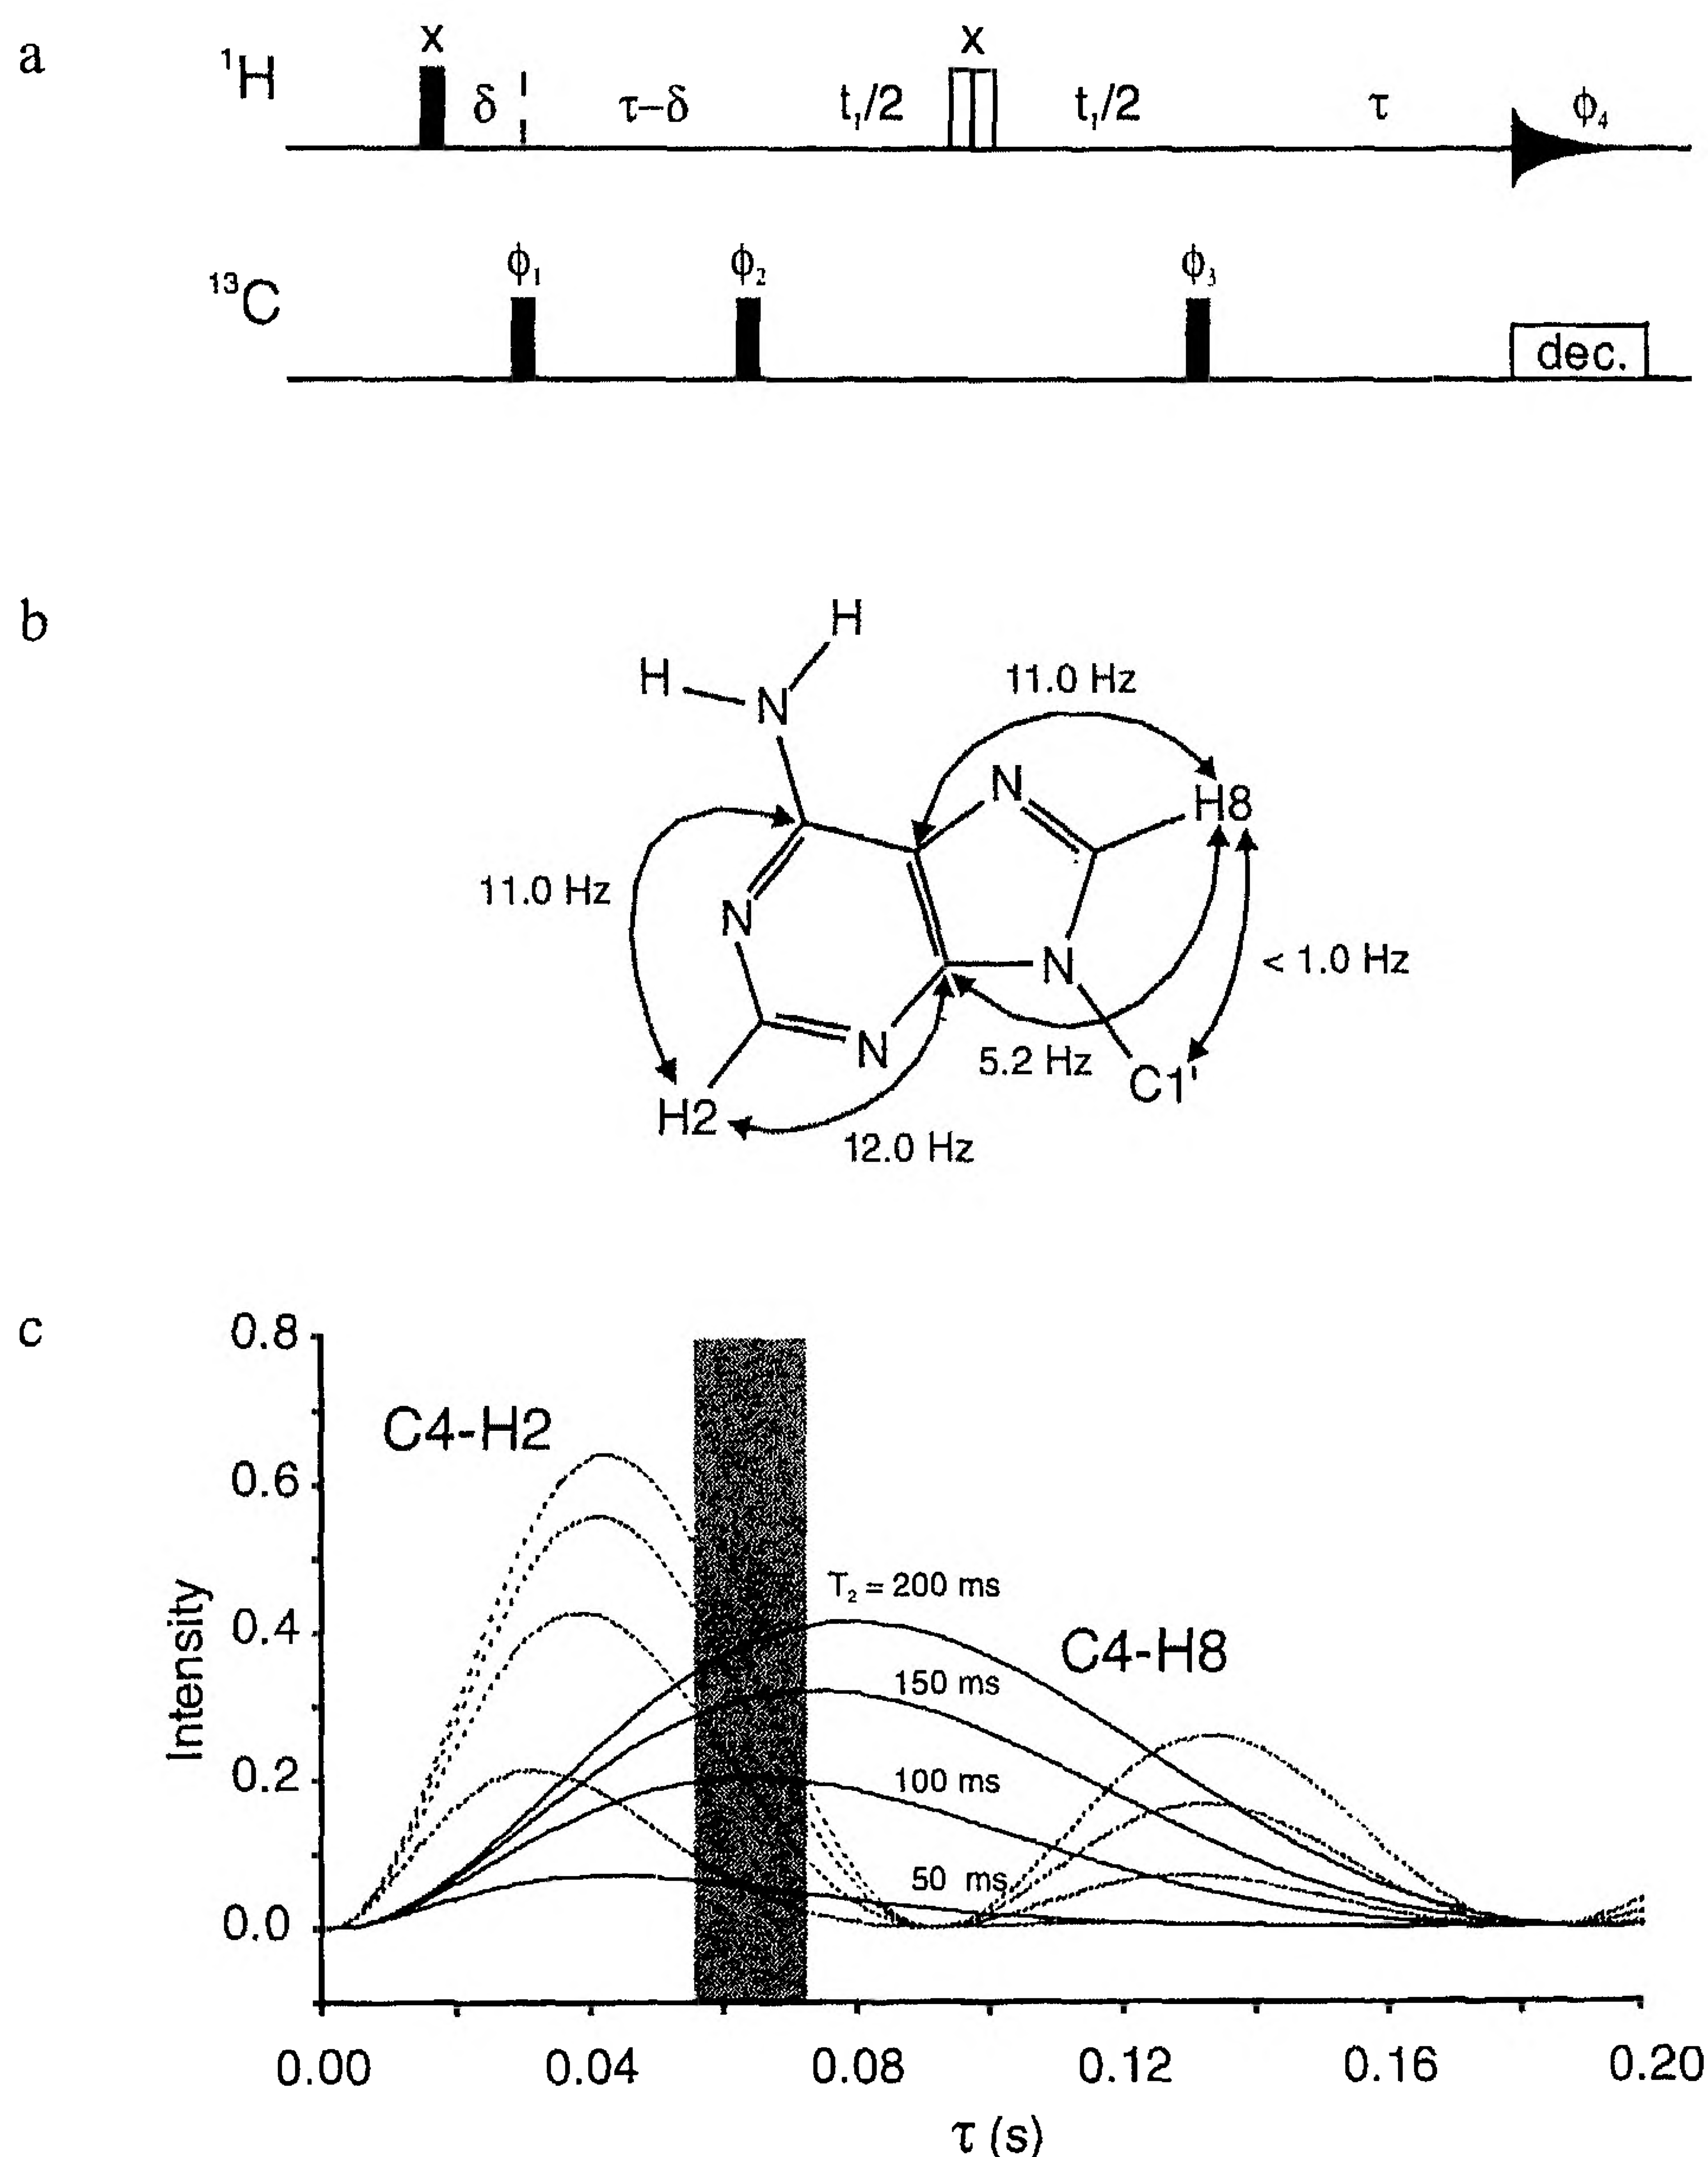 a
x x
¹H δ τ–δ t₁/2 t₁/2 τ ϕ₄
ϕ₁ ϕ₂ ϕ₃
¹³C dec.
b
H
H N
11.0 Hz
N H8
11.0 Hz
N
N < 1.0 Hz
N
5.2 Hz
C1'
H2
12.0 Hz
c
0.8
C4-H2
0.6
T₂ = 200 ms
0.4
C4-H8
150 ms
0.2
100 ms
50 ms
0.0
Intensity
0.00 0.04 0.08 0.12 0.16 0.20
τ (s)